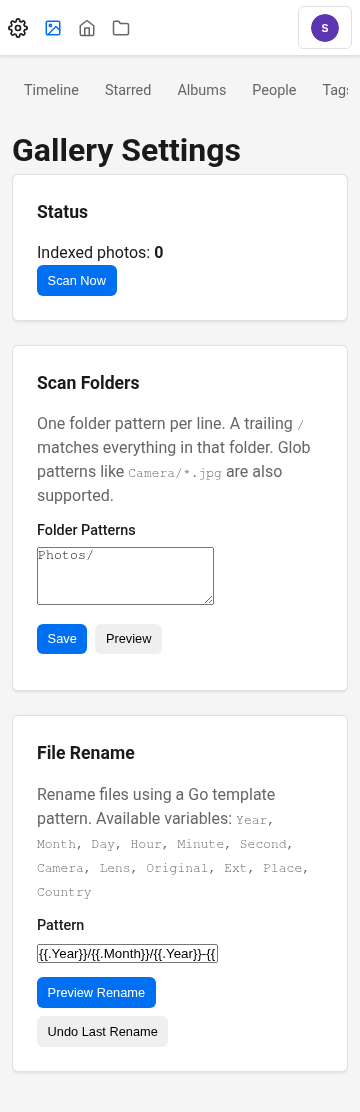 S
Timeline Starred Albums People Tags
Gallery Settings
Status
Indexed photos: 0
Scan Now
Scan Folders
One folder pattern per line. A trailing /
matches everything in that folder. Glob
patterns like Camera/*.jpg are also
supported.
Folder Patterns
Photos/
Save Preview
File Rename
Rename files using a Go template
pattern. Available variables: Year,
Month, Day, Hour, Minute, Second,
Camera, Lens, Original, Ext, Place,
Country
Pattern
{{.Year}}/{{.Month}}/{{.Year}}-{{
Preview Rename
Undo Last Rename